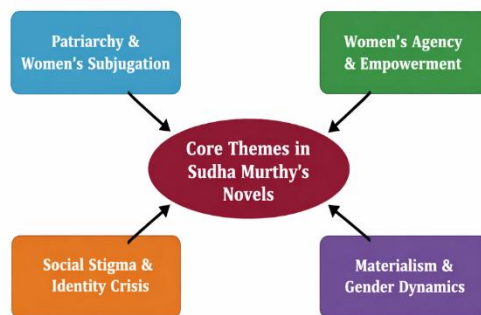 Patriarchy &
Women's Subjugation
Women's Agency
& Empowerment
Core Themes in
Sudha Murthy's
Novels
Social Stigma &
Identity Crisis
Materialism &
Gender Dynamics